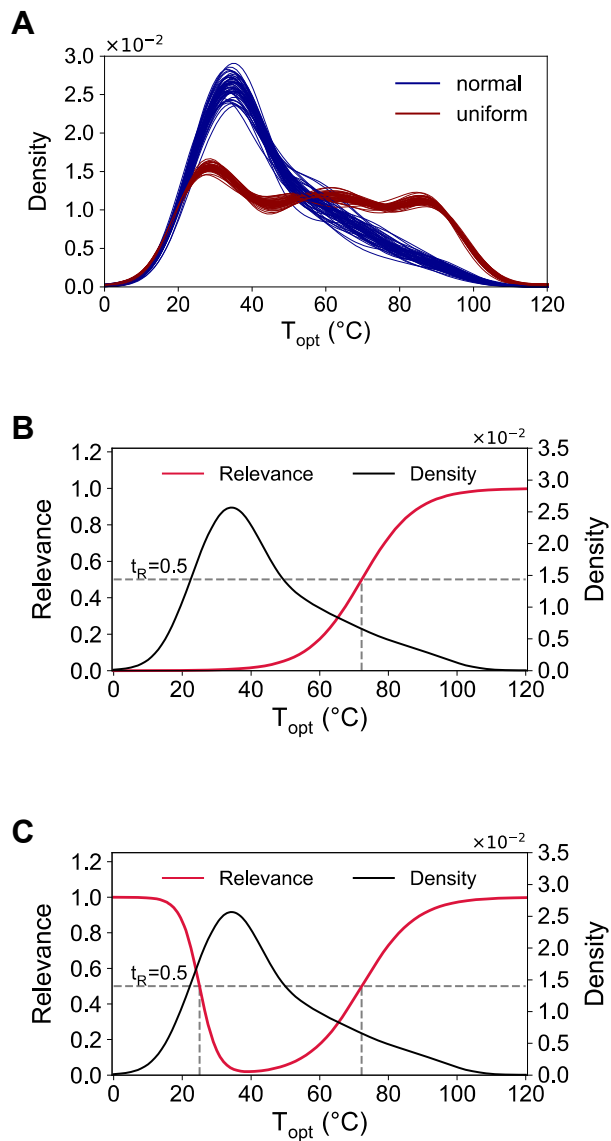 A
×10⁻²
3.0
2.5
2.0
1.5
1.0
0.5
0.0
Density
normal
uniform
0 20 40 60 80 100 120
T_opt (°C)
B
×10⁻²
1.2
1.0
0.8
0.6
0.4
0.2
0.0
Relevance
Relevance Density
t_R=0.5
3.5
3.0
2.5
2.0
1.5
1.0
0.5
0.0
Density
0 20 40 60 80 100 120
T_opt (°C)
C
×10⁻²
1.2
1.0
0.8
0.6
0.4
0.2
0.0
Relevance
Relevance Density
t_R=0.5
3.5
3.0
2.5
2.0
1.5
1.0
0.5
0.0
Density
0 20 40 60 80 100 120
T_opt (°C)